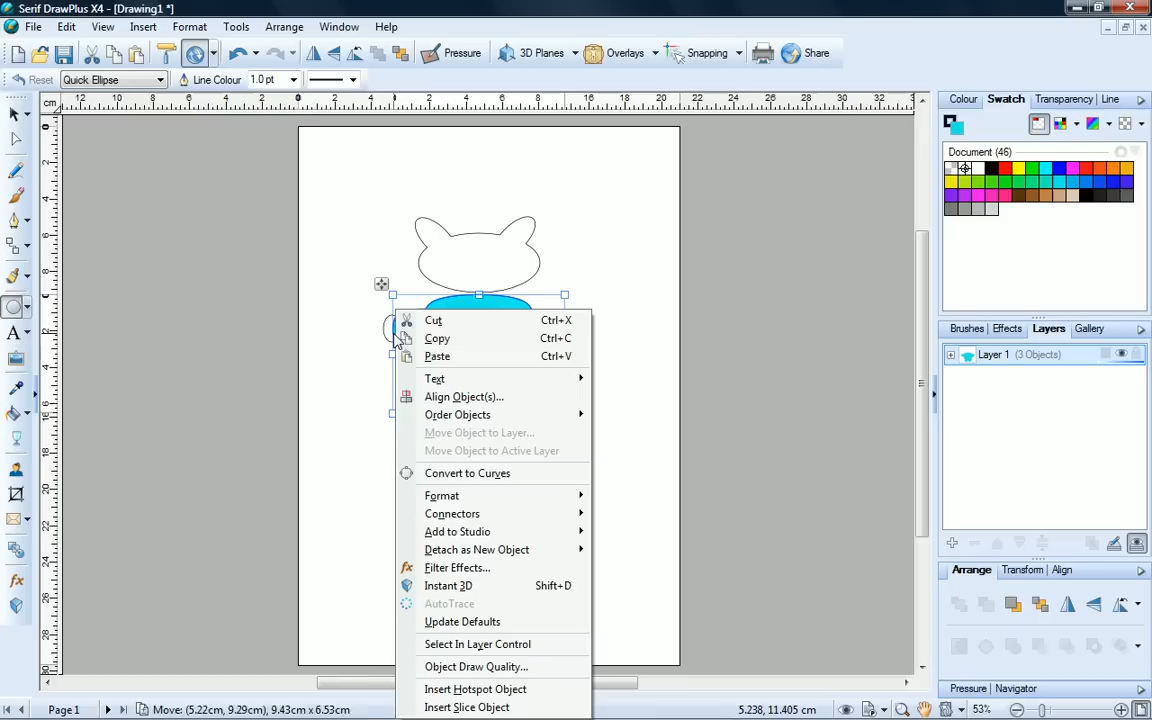 Serif DrawPlus X4 - [Drawing1 *]
File Edit View Insert Format Tools Arrange Window Help
Pressure 3D Planes Overlays Snapping Share
Reset Quick Ellipse Line Colour 1.0 pt
cm
Cut Ctrl+X
Copy Ctrl+C
Paste Ctrl+V
Text
Align Object(s)...
Order Objects
Move Object to Layer...
Move Object to Active Layer
Convert to Curves
Format
Connectors
Add to Studio
Detach as New Object
Filter Effects...
Instant 3D Shift+D
AutoTrace
Update Defaults
Select In Layer Control
Object Draw Quality...
Insert Hotspot Object
Insert Slice Object
Colour Swatch Transparency Line
Document (46)
Brushes Effects Layers Gallery
Layer 1 (3 Objects)
Arrange Transform Align
Pressure Navigator
Page 1 Move: (5.22cm, 9.29cm), 9.43cm x 6.53cm 5.238, 11.405 cm 53%